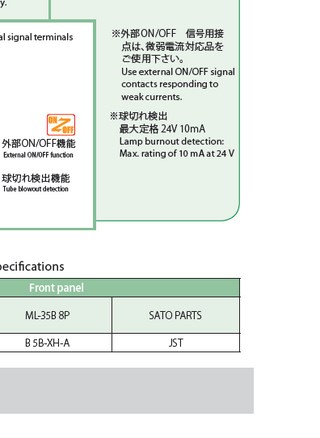 y.
al signal terminals
※外部ON/OFF 信号用接
点は、微弱電流対応品を
ご使用下さい。
Use external ON/OFF signal
contacts responding to
weak currents.
※球切れ検出
最大定格 24V 10mA
Lamp burnout detection:
Max. rating of 10 mA at 24 V
ON
OFF
外部ON/OFF機能
External ON/OFF function
球切れ検出機能
Tube blowout detection
pecifications
Front panel
ML-35B 8P SATO PARTS
B 5B-XH-A JST